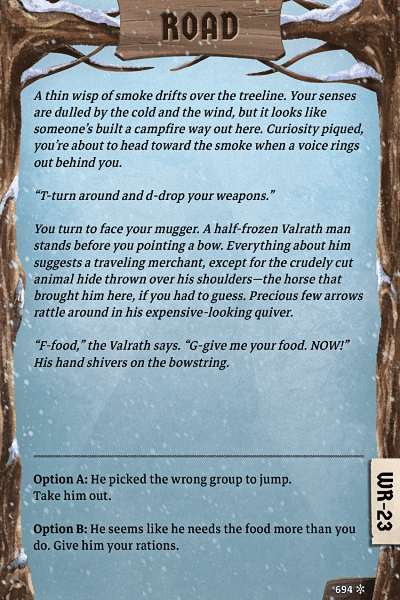 ROAD
A thin wisp of smoke drifts over the treeline. Your senses
are dulled by the cold and the wind, but it looks like
someone's built a campfire way out here. Curiosity piqued,
you're about to head toward the smoke when a voice rings
out behind you.
“T-turn around and d-drop your weapons.”
You turn to face your mugger. A half-frozen Valrath man
stands before you pointing a bow. Everything about him
suggests a traveling merchant, except for the crudely cut
animal hide thrown over his shoulders—the horse that
brought him here, if you had to guess. Precious few arrows
rattle around in his expensive-looking quiver.
“F-food,” the Valrath says. “G-give me your food. NOW!”
His hand shivers on the bowstring.
Option A: He picked the wrong group to jump.
Take him out.
Option B: He seems like he needs the food more than you
do. Give him your rations.
WR-23
694